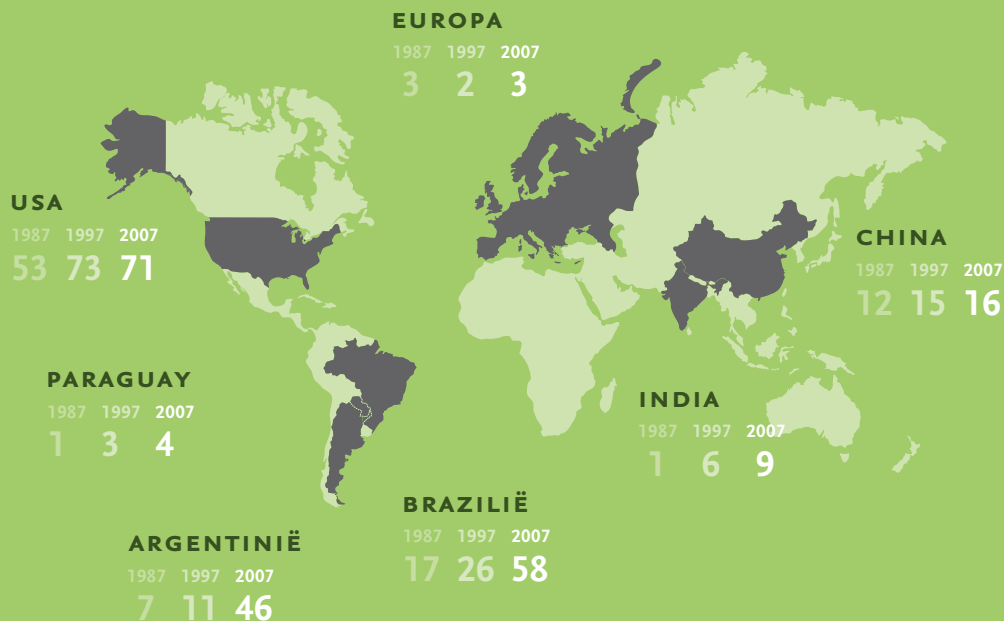 EUROPA
1987 1997 2007
3 2 3
USA
1987 1997 2007
53 73 71
CHINA
1987 1997 2007
12 15 16
PARAGUAY
1987 1997 2007
1 3 4
INDIA
1987 1997 2007
1 6 9
BRAZILIË
1987 1997 2007
17 26 58
ARGENTINIË
1987 1997 2007
7 11 46